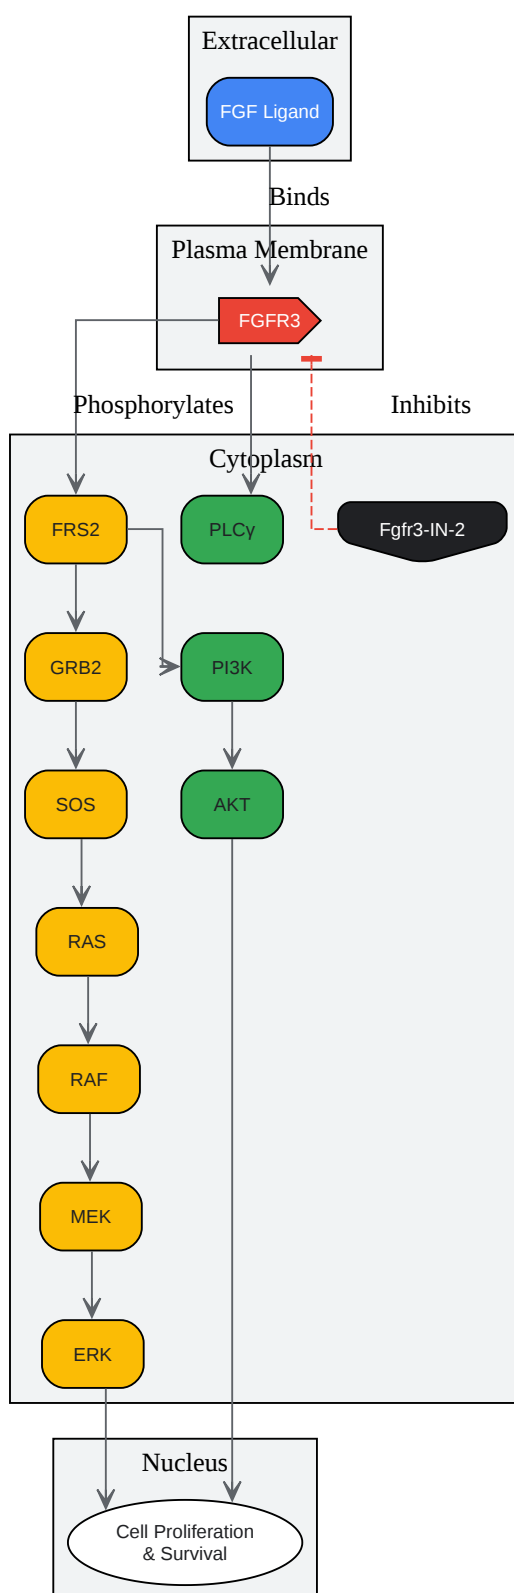 Extracellular
FGF Ligand
Binds
Plasma Membrane
FGFR3
Phosphorylates
Inhibits
Cytoplasm
FRS2
PLCγ
Fgfr3-IN-2
GRB2
PI3K
SOS
AKT
RAS
RAF
MEK
ERK
Nucleus
Cell Proliferation
& Survival